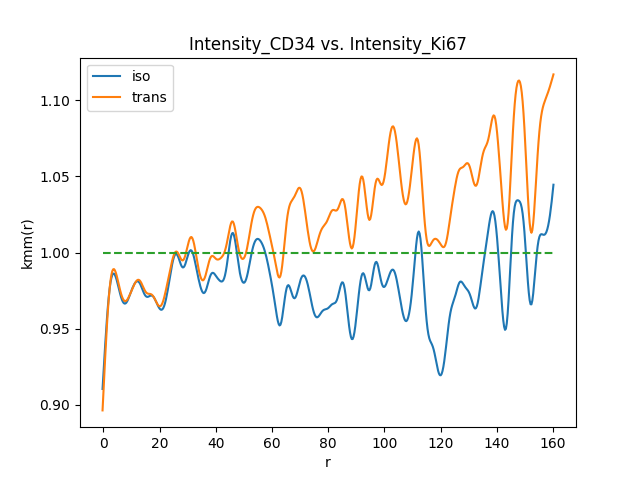 Intensity_CD34 vs. Intensity_Ki67
iso
trans
1.10
1.05
1.00
0.95
0.90
kmm(r)
0 20 40 60 80 100 120 140 160
r